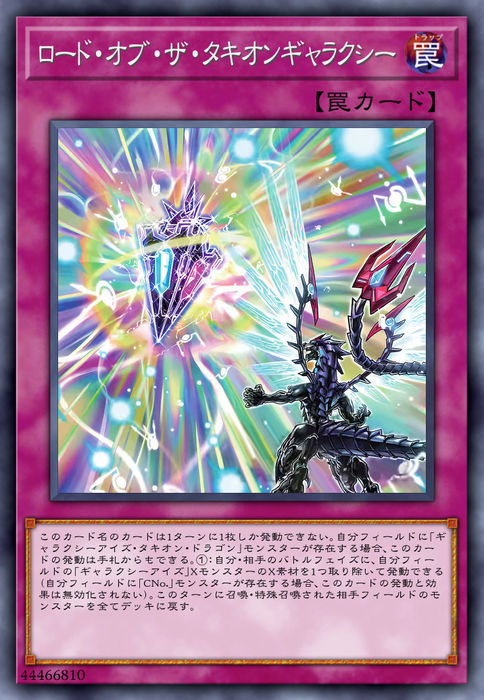 ロード・オブ・ザ・タキオンギャラクシー
トラップ
罠
【罠カード】
このカード名のカードは1ターンに1枚しか発動できない。自分フィールドに「ギ
ャラクシーアイズ・タキオン・ドラゴン」モンスターが存在する場合、このカー
ドの発動は手札からもできる。①:自分・相手のバトルフェイズに、自分フィール
ドの「ギャラクシーアイズ」XモンスターのX素材を1つ取り除いて発動できる
(自分フィールドに「CNo.」モンスターが存在する場合、このカードの発動と効
果は無効化されない)。このターンに召喚・特殊召喚された相手フィールドのモ
ンスターを全てデッキに戻す。
44466810